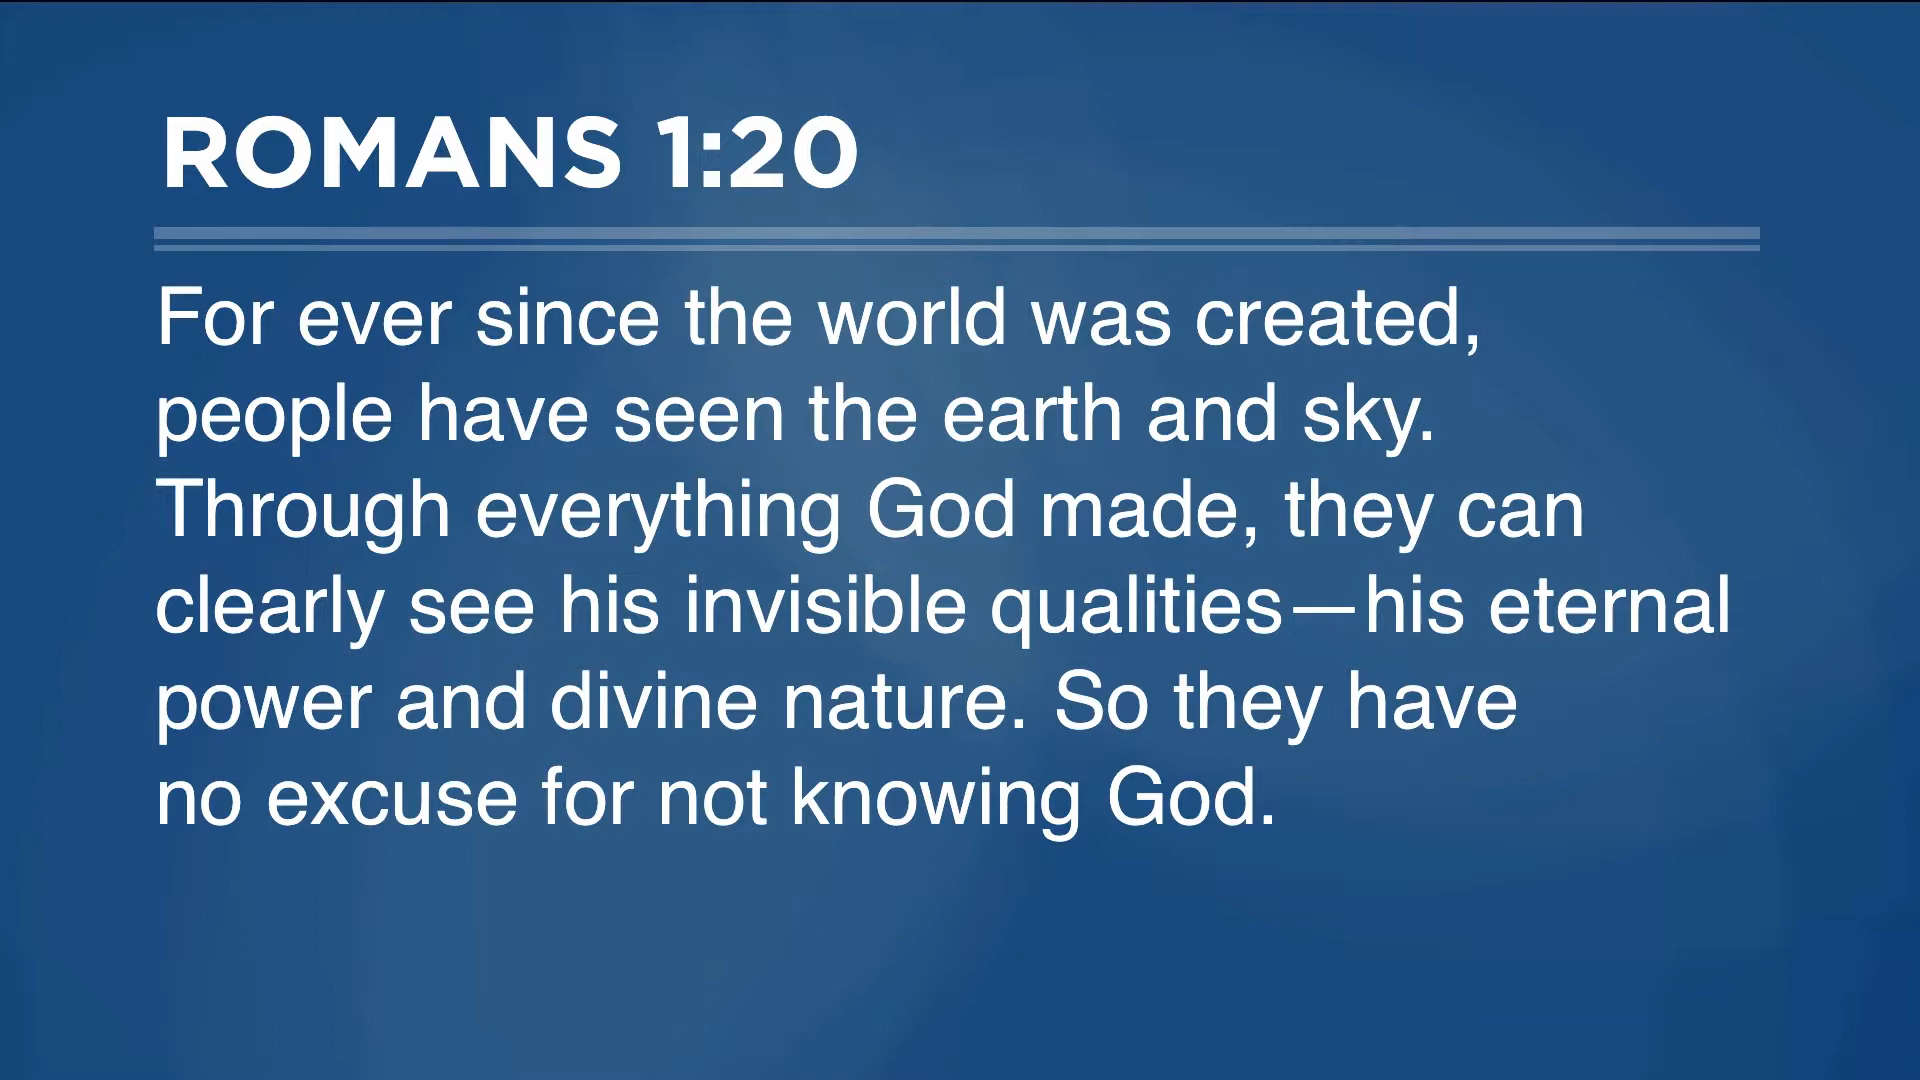 ROMANS 1:20
For ever since the world was created,
people have seen the earth and sky.
Through everything God made, they can
clearly see his invisible qualities—his eternal
power and divine nature. So they have
no excuse for not knowing God.